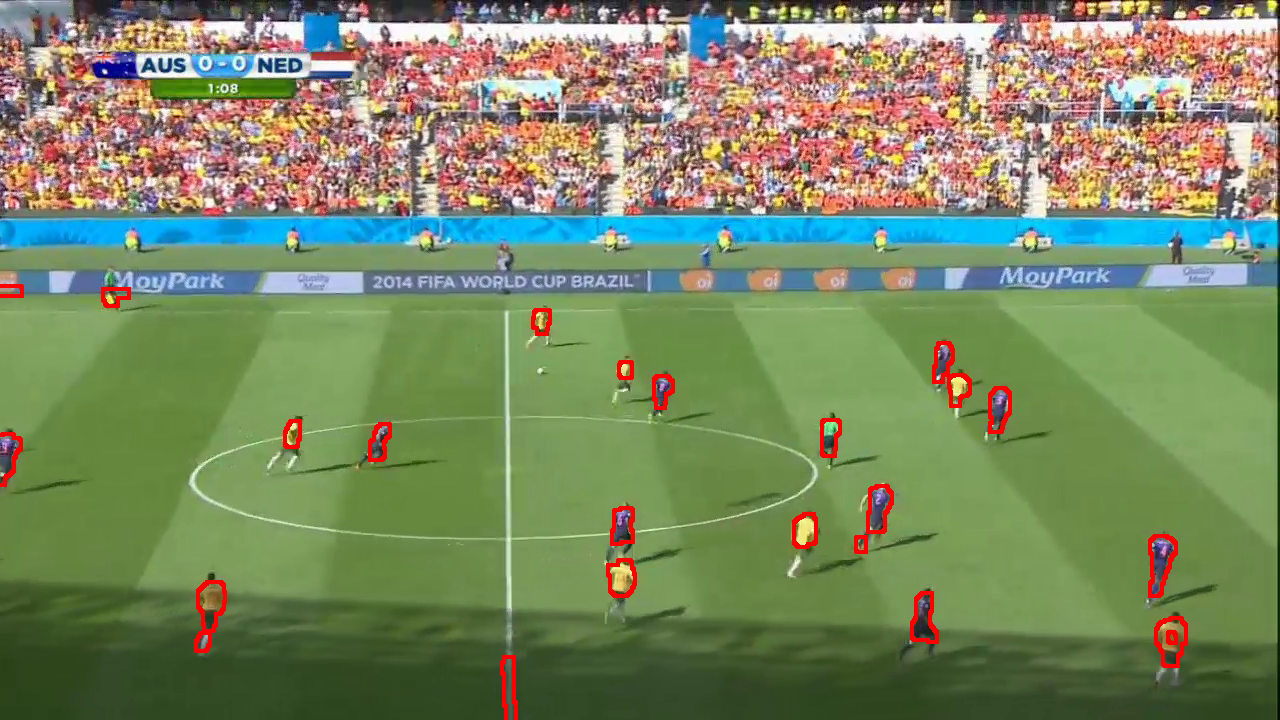 AUS 0 - 0 NED
1:08
MoyPark Quality Meat 2014 FIFA WORLD CUP BRAZIL oi oi oi oi MoyPark Quality Meat